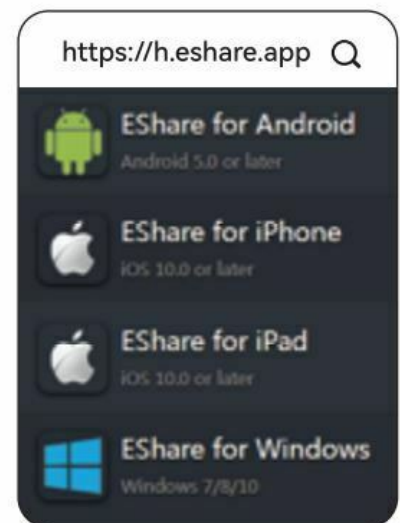 https://h.eshare.app
EShare for Android
Android 5.0 or later
EShare for iPhone
iOS 10.0 or later
EShare for iPad
iOS 10.0 or later
EShare for Windows
Windows 7/8/10